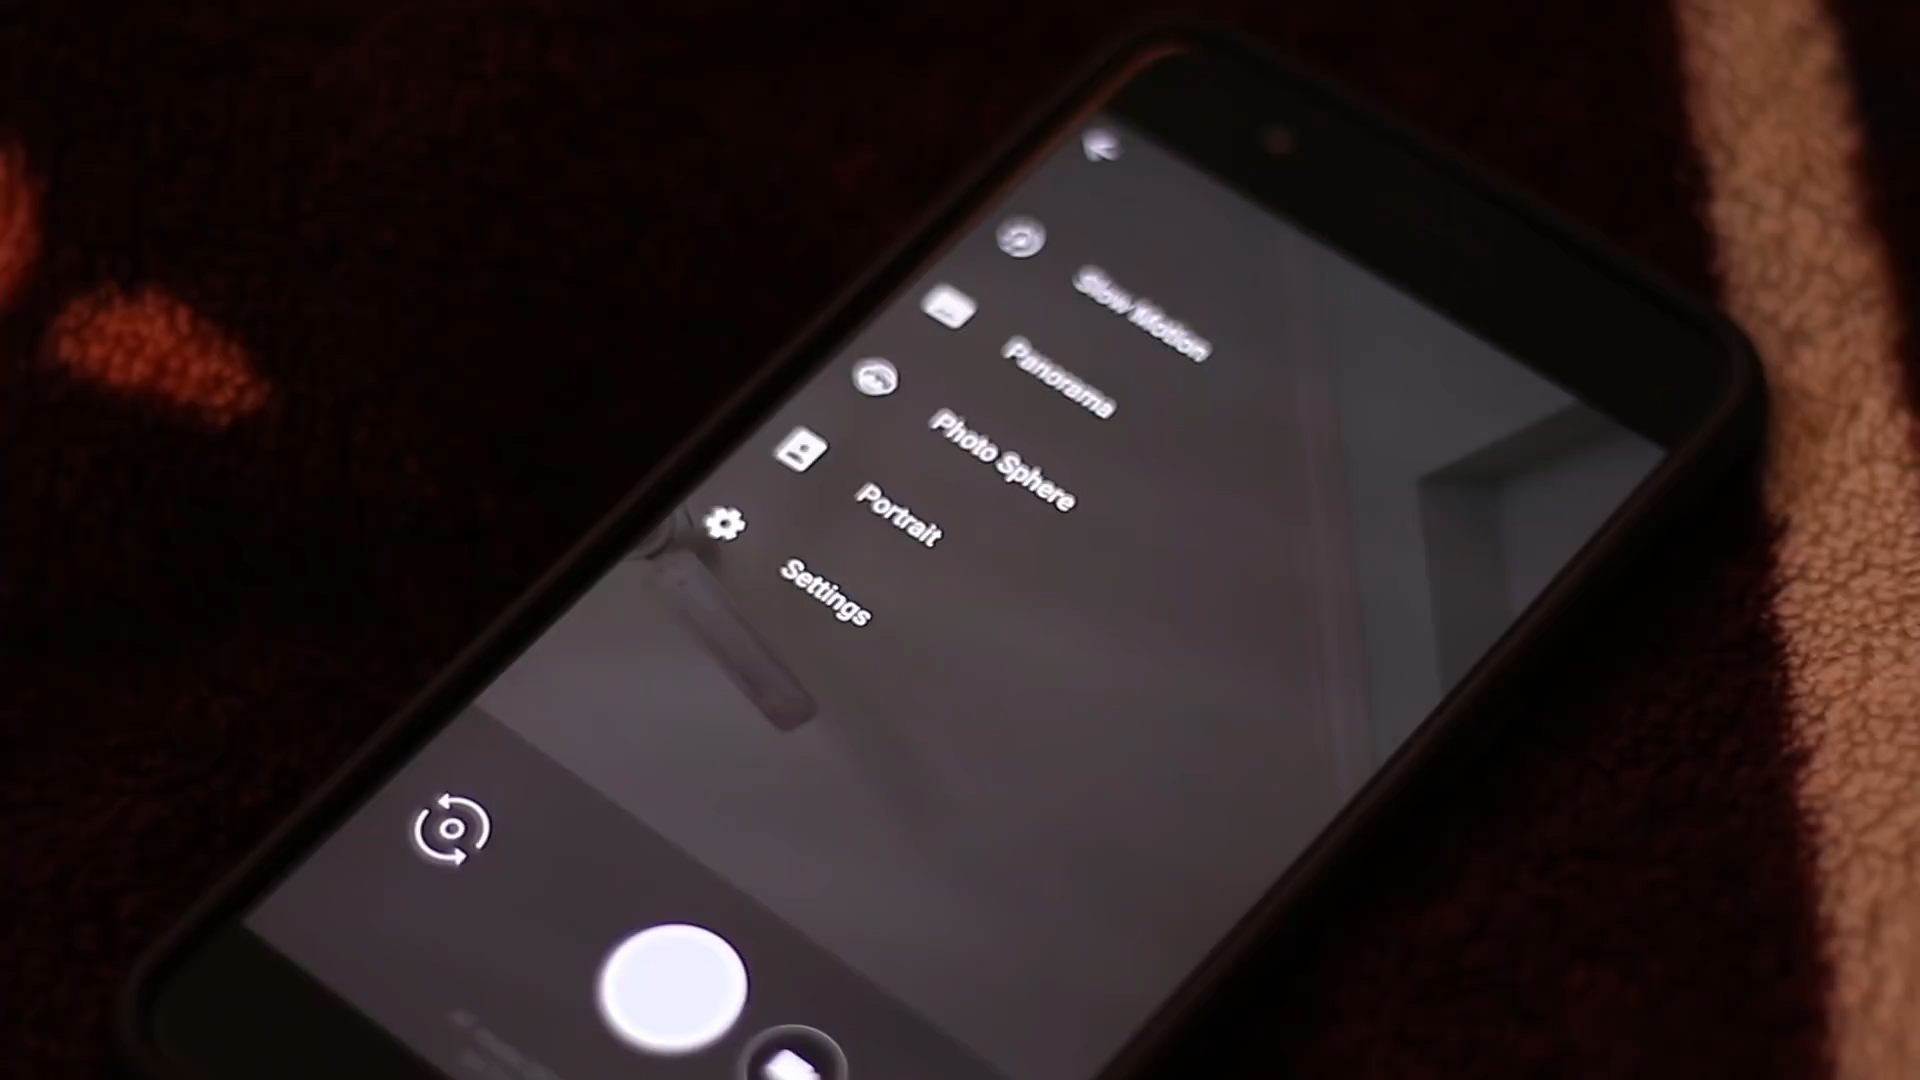 Slow Motion
Panorama
Photo Sphere
Portrait
Settings